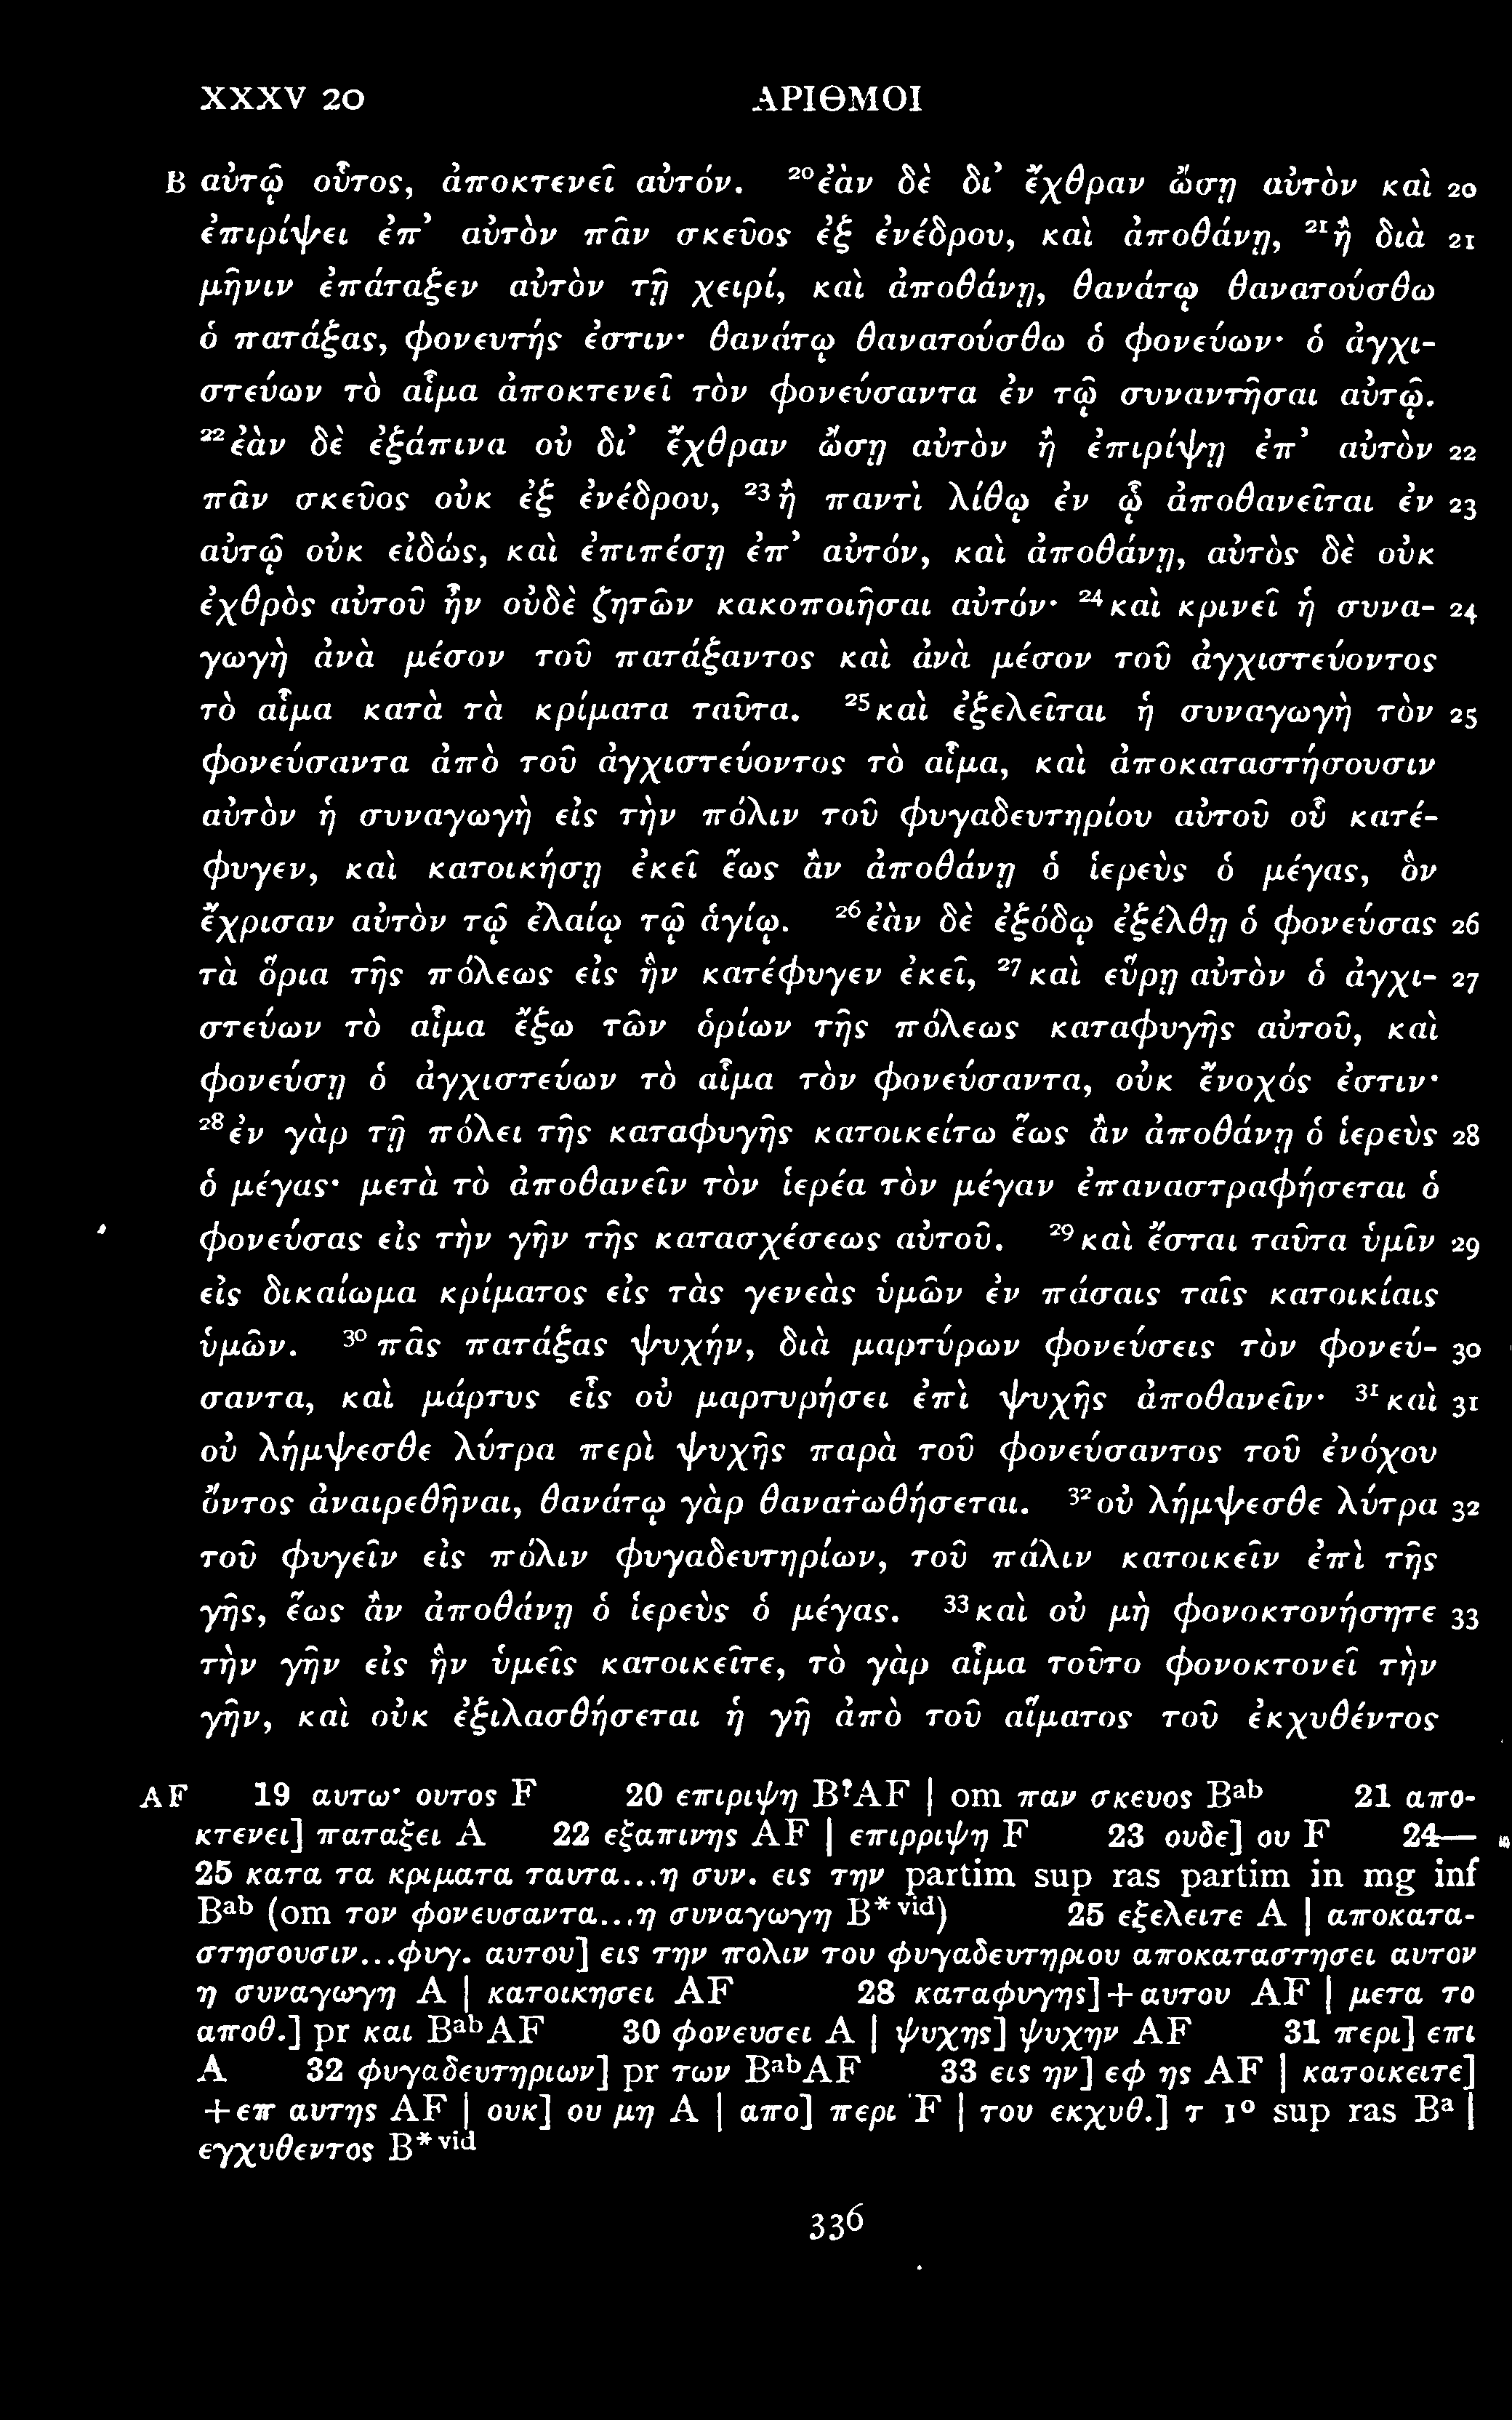 XXXV 20 ΑΡΙΘΜΟΙ
B αὐτῷ οὗτος, ἀποκτενεῖ αὐτόν. ²⁰ἐὰν δὲ δι’ ἔχθραν ὤσῃ αὐτὸν καὶ 20
ἐπιρίψει ἐπ’ αὐτὸν πᾶν σκεῦος ἐξ ἐνέδρου, καὶ ἀποθάνῃ, ²¹ἢ διὰ 21
μῆνιν ἐπάταξεν αὐτὸν τῇ χειρί, καὶ ἀποθάνῃ, θανάτῳ θανατούσθω
ὁ πατάξας, φονευτής ἐστιν· θανάτῳ θανατούσθω ὁ φονεύων· ὁ ἀγχι-
στεύων τὸ αἷμα ἀποκτενεῖ τὸν φονεύσαντα ἐν τῷ συναντῆσαι αὐτῷ.
²²ἐὰν δὲ ἐξάπινα οὐ δι’ ἔχθραν ὤσῃ αὐτὸν ἢ ἐπιρίψῃ ἐπ’ αὐτὸν 22
πᾶν σκεῦος οὐκ ἐξ ἐνέδρου, ²³ἢ παντὶ λίθῳ ἐν ᾧ ἀποθανεῖται ἐν 23
αὐτῷ οὐκ εἰδώς, καὶ ἐπιπέσῃ ἐπ’ αὐτόν, καὶ ἀποθάνῃ, αὐτὸς δὲ οὐκ
ἐχθρὸς αὐτοῦ ἦν οὐδὲ ζητῶν κακοποιῆσαι αὐτόν· ²⁴καὶ κρινεῖ ἡ συνα- 24
γωγὴ ἀνὰ μέσον τοῦ πατάξαντος καὶ ἀνὰ μέσον τοῦ ἀγχιστεύοντος
τὸ αἷμα κατὰ τὰ κρίματα ταῦτα. ²⁵καὶ ἐξελεῖται ἡ συναγωγὴ τὸν 25
φονεύσαντα ἀπὸ τοῦ ἀγχιστεύοντος τὸ αἷμα, καὶ ἀποκαταστήσουσιν
αὐτὸν ἡ συναγωγὴ εἰς τὴν πόλιν τοῦ φυγαδευτηρίου αὐτοῦ οὗ κατέ-
φυγεν, καὶ κατοικήσῃ ἐκεῖ ἕως ἂν ἀποθάνῃ ὁ ἱερεὺς ὁ μέγας, ὃν
ἔχρισαν αὐτὸν τῷ ἐλαίῳ τῷ ἁγίῳ. ²⁶ἐὰν δὲ ἐξόδῳ ἐξέλθῃ ὁ φονεύσας 26
τὰ ὅρια τῆς πόλεως εἰς ἣν κατέφυγεν ἐκεῖ, ²⁷καὶ εὕρῃ αὐτὸν ὁ ἀγχι- 27
στεύων τὸ αἷμα ἔξω τῶν ὁρίων τῆς πόλεως καταφυγῆς αὐτοῦ, καὶ
φονεύσῃ ὁ ἀγχιστεύων τὸ αἷμα τὸν φονεύσαντα, οὐκ ἔνοχός ἐστιν·
²⁸ἐν γὰρ τῇ πόλει τῆς καταφυγῆς κατοικείτω ἕως ἂν ἀποθάνῃ ὁ ἱερεὺς 28
ὁ μέγας· μετὰ τὸ ἀποθανεῖν τὸν ἱερέα τὸν μέγαν ἐπαναστραφήσεται ὁ
φονεύσας εἰς τὴν γῆν τῆς κατασχέσεως αὐτοῦ. ²⁹καὶ ἔσται ταῦτα ὑμῖν 29
εἰς δικαίωμα κρίματος εἰς τὰς γενεὰς ὑμῶν ἐν πάσαις ταῖς κατοικίαις
ὑμῶν. ³⁰πᾶς πατάξας ψυχήν, διὰ μαρτύρων φονεύσεις τὸν φονεύ- 30
σαντα, καὶ μάρτυς εἷς οὐ μαρτυρήσει ἐπὶ ψυχῆς ἀποθανεῖν· ³¹καὶ 31
οὐ λήμψεσθε λύτρα περὶ ψυχῆς παρὰ τοῦ φονεύσαντος τοῦ ἐνόχου
ὄντος ἀναιρεθῆναι, θανάτῳ γὰρ θανατωθήσεται. ³²οὐ λήμψεσθε λύτρα 32
τοῦ φυγεῖν εἰς πόλιν φυγαδευτηρίων, τοῦ πάλιν κατοικεῖν ἐπὶ τῆς
γῆς, ἕως ἂν ἀποθάνῃ ὁ ἱερεὺς ὁ μέγας. ³³καὶ οὐ μὴ φονοκτονήσητε 33
τὴν γῆν εἰς ἣν ὑμεῖς κατοικεῖτε, τὸ γὰρ αἷμα τοῦτο φονοκτονεῖ τὴν
γῆν, καὶ οὐκ ἐξιλασθήσεται ἡ γῆ ἀπὸ τοῦ αἵματος τοῦ ἐκχυθέντος
AF 19 αυτω· ουτος F 20 επιριψη B?AF | om παν σκευος Bᵃᵇ 21 απο-
κτενει] παταξει A 22 εξαπινης AF | επιρριψη F 23 ουδε] ου F 24—
25 κατα τα κριματα ταυτα...η συν. εις την partim sup ras partim in mg inf
Bᵃᵇ (om τον φονευσαντα...η συναγωγη B*ᵛⁱᵈ) 25 εξελειτε A | αποκατα-
στησουσιν...φυγ. αυτου] εις την πολιν του φυγαδευτηριου αποκαταστησει αυτον
η συναγωγη A | κατοικησει AF 28 καταφυγης]+αυτου AF | μετα το
αποθ.] pr και BᵃᵇAF 30 φονευσει A | ψυχης] ψυχην AF 31 περι] επι
A 32 φυγαδευτηριων] pr των BᵃᵇAF 33 εις ην] εφ ης AF | κατοικειτε]
+επ αυτης AF | ουκ] ου μη A | απο] περι F | του εκχυθ.] τ 1° sup ras Bᵃ |
εγχυθεντος B*ᵛⁱᵈ
336